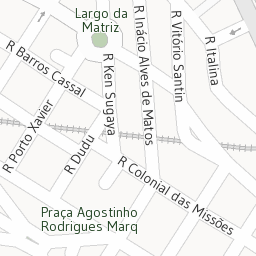 Largo da
Matriz
R Inácio Alves de Matos
R Vitório Santin
R Italina
R Barros Cassal
R Ken Sugaya
R Porto Xavier
R Dudu
R Colonial das Missões
Praça Agostinho
Rodrigues Marq